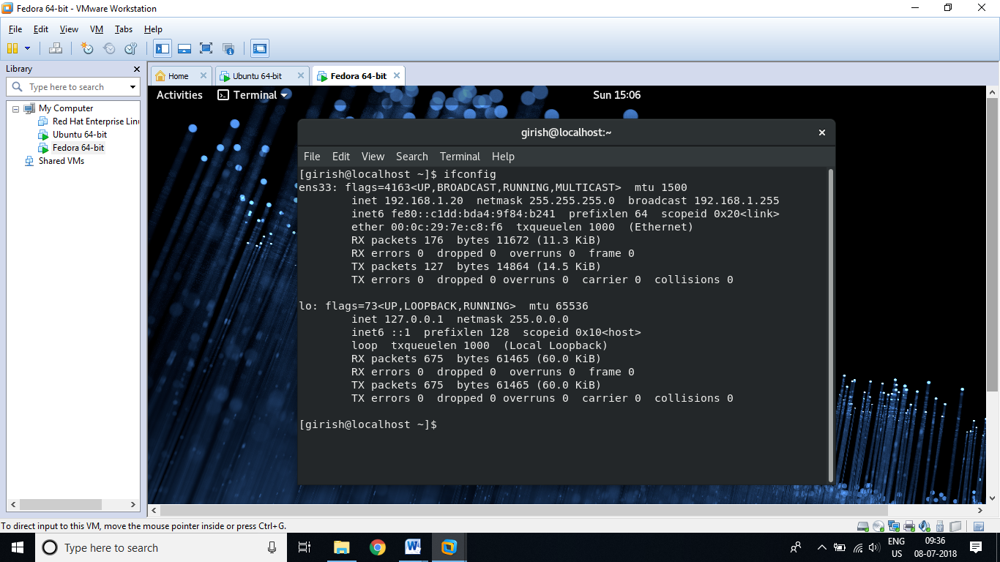 Fedora 64-bit - VMware Workstation
File Edit View VM Tabs Help
Library
Type here to search
My Computer
Red Hat Enterprise Linu
Ubuntu 64-bit
Fedora 64-bit
Shared VMs
Home Ubuntu 64-bit Fedora 64-bit
Activities Terminal Sun 15:06
girish@localhost:~
File Edit View Search Terminal Help
[girish@localhost ~]$ ifconfig
ens33: flags=4163<UP,BROADCAST,RUNNING,MULTICAST>  mtu 1500
        inet 192.168.1.20  netmask 255.255.255.0  broadcast 192.168.1.255
        inet6 fe80::c1dd:bda4:9f84:b241  prefixlen 64  scopeid 0x20<link>
        ether 00:0c:29:7e:c8:f6  txqueuelen 1000  (Ethernet)
        RX packets 176  bytes 11672 (11.3 KiB)
        RX errors 0  dropped 0  overruns 0  frame 0
        TX packets 127  bytes 14864 (14.5 KiB)
        TX errors 0  dropped 0 overruns 0  carrier 0  collisions 0
lo: flags=73<UP,LOOPBACK,RUNNING>  mtu 65536
        inet 127.0.0.1  netmask 255.0.0.0
        inet6 ::1  prefixlen 128  scopeid 0x10<host>
        loop  txqueuelen 1000  (Local Loopback)
        RX packets 675  bytes 61465 (60.0 KiB)
        RX errors 0  dropped 0  overruns 0  frame 0
        TX packets 675  bytes 61465 (60.0 KiB)
        TX errors 0  dropped 0 overruns 0  carrier 0  collisions 0
[girish@localhost ~]$
To direct input to this VM, move the mouse pointer inside or press Ctrl+G.
Type here to search
ENG
US
09:36
08-07-2018